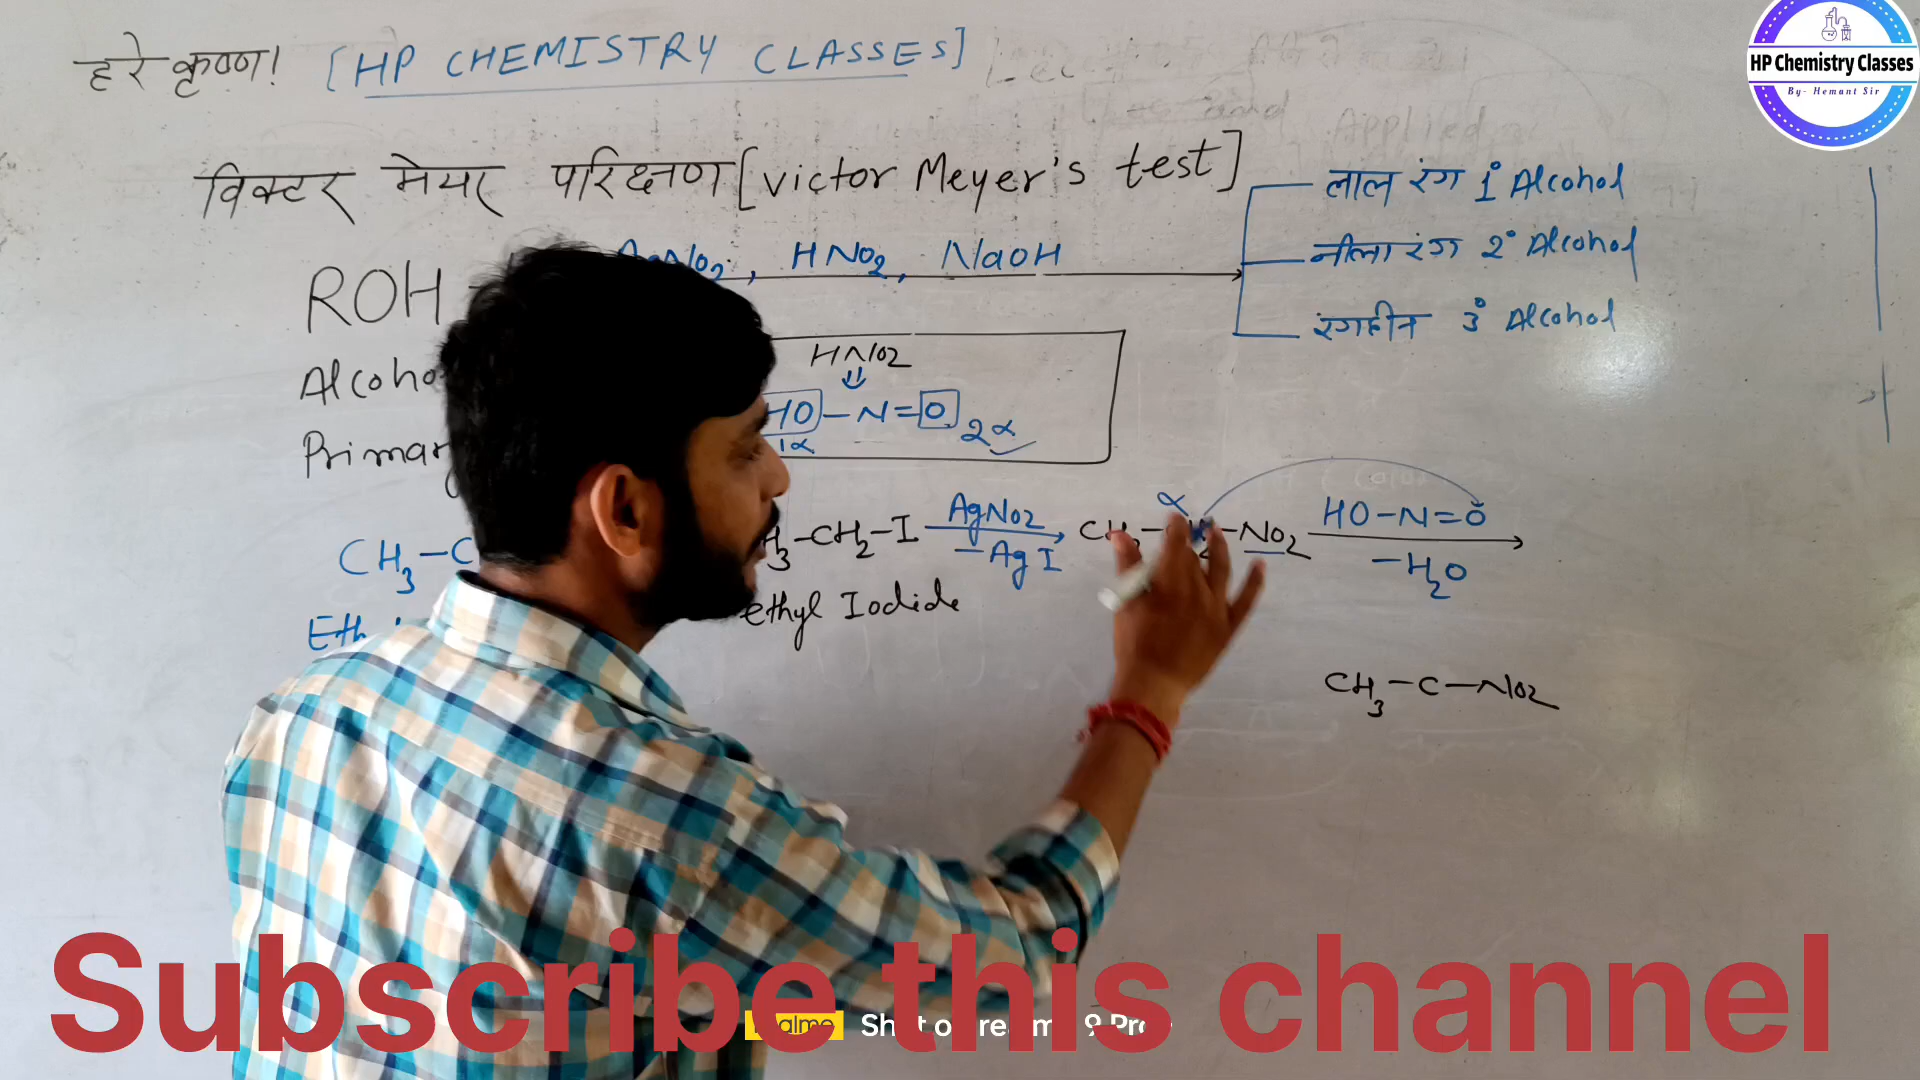 हरे कृष्ण! [HP CHEMISTRY CLASSES]
HP Chemistry Classes
By- Hemant Sir
विक्टर मेयर परिक्षण [victor Meyer's test]
लाल रंग 1° Alcohol
नीला रंग 2° Alcohol
रंगहीन 3° Alcohol
ROH
HNO2, NaOH
Alcoho
Primar
HNO2
⇓
HO-N=O
1α 2α
CH3-C
-CH2-I AgNO2 -AgI
α
-NO2 HO-N=O -H2O
ethyl Iodide
CH3-C-NO2
Subscribe this channel